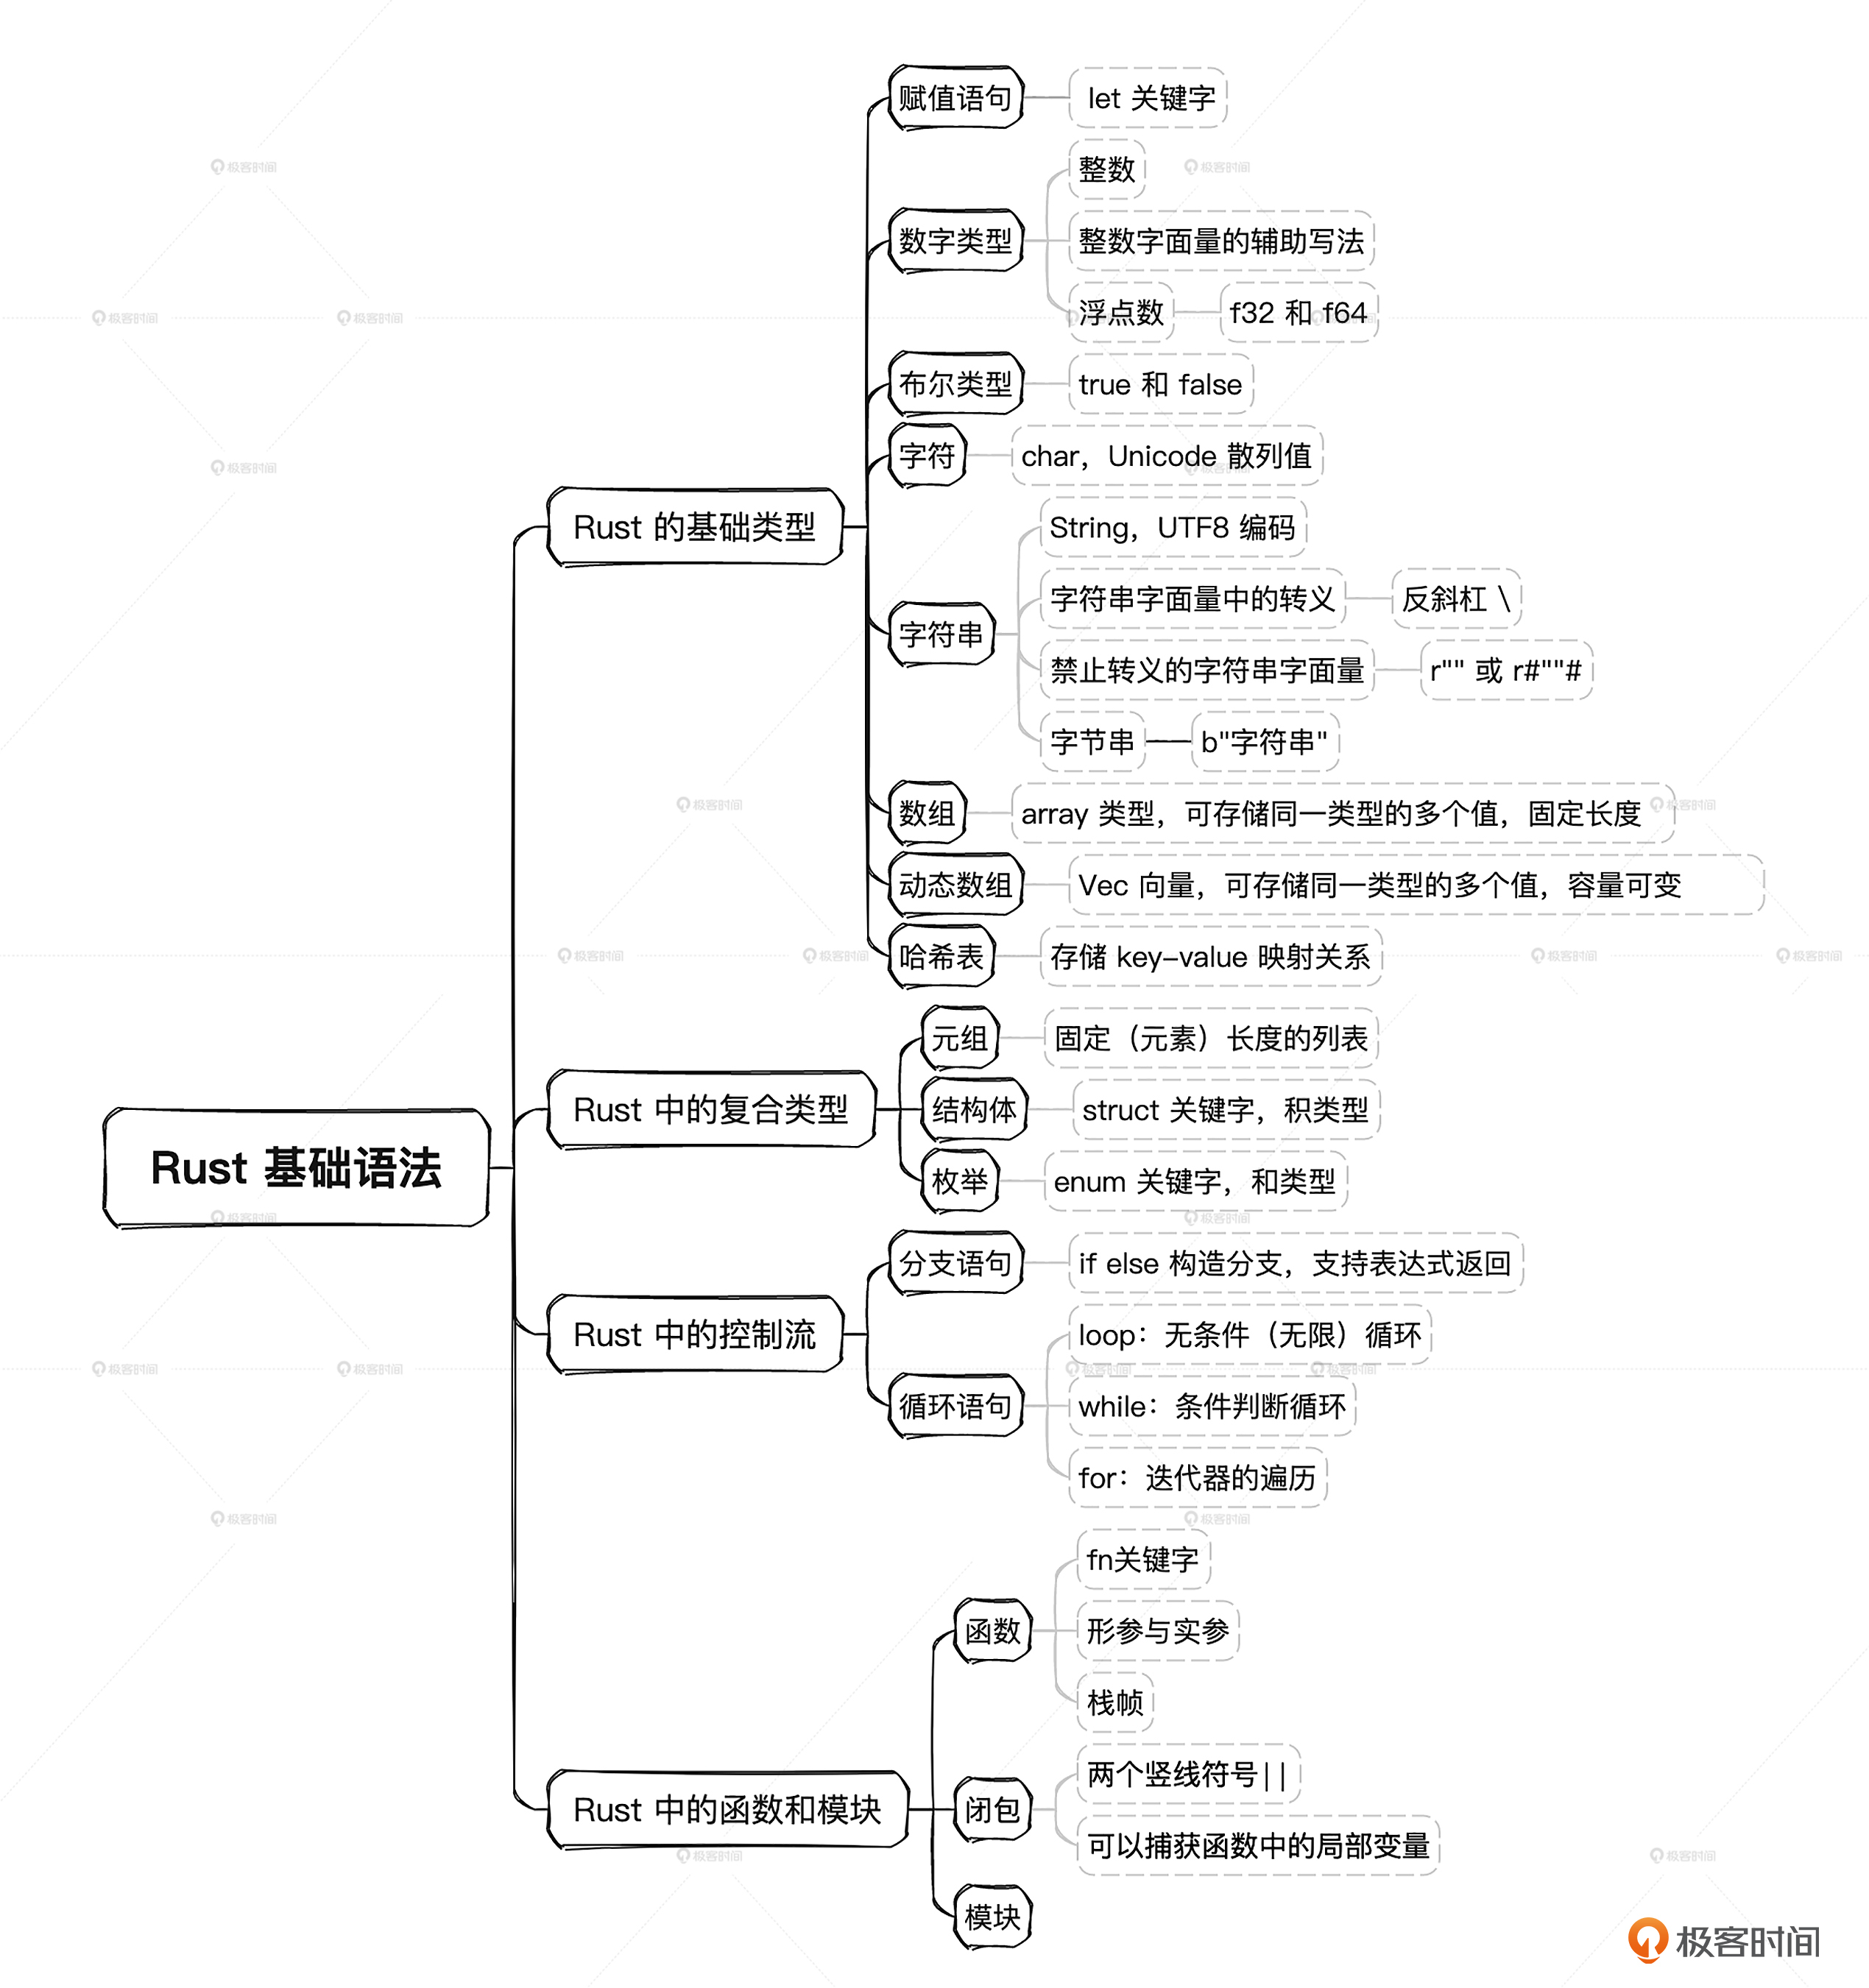 Rust 基础语法
Rust 的基础类型
赋值语句
let 关键字
数字类型
整数
整数字面量的辅助写法
浮点数
f32 和 f64
布尔类型
true 和 false
字符
char，Unicode 散列值
字符串
String，UTF8 编码
字符串字面量中的转义
反斜杠 \
禁止转义的字符串字面量
r"" 或 r#""#
字节串
b"字符串"
数组
array 类型，可存储同一类型的多个值，固定长度
动态数组
Vec 向量，可存储同一类型的多个值，容量可变
哈希表
存储 key-value 映射关系
Rust 中的复合类型
元组
固定（元素）长度的列表
结构体
struct 关键字，积类型
枚举
enum 关键字，和类型
Rust 中的控制流
分支语句
if else 构造分支，支持表达式返回
循环语句
loop：无条件（无限）循环
while：条件判断循环
for：迭代器的遍历
Rust 中的函数和模块
函数
fn关键字
形参与实参
栈帧
闭包
两个竖线符号||
可以捕获函数中的局部变量
模块
极客时间